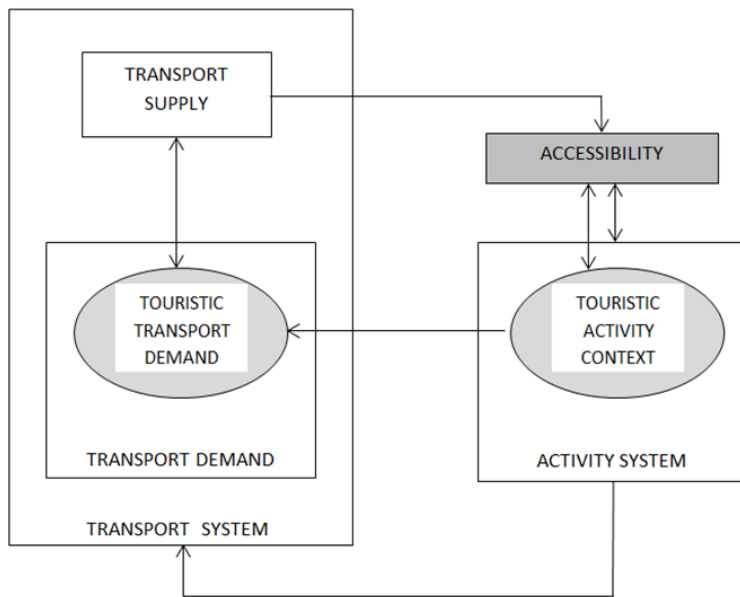 TRANSPORT
SUPPLY
ACCESSIBILITY
TOURISTIC
TRANSPORT
DEMAND
TOURISTIC
ACTIVITY
CONTEXT
TRANSPORT DEMAND
ACTIVITY SYSTEM
TRANSPORT SYSTEM